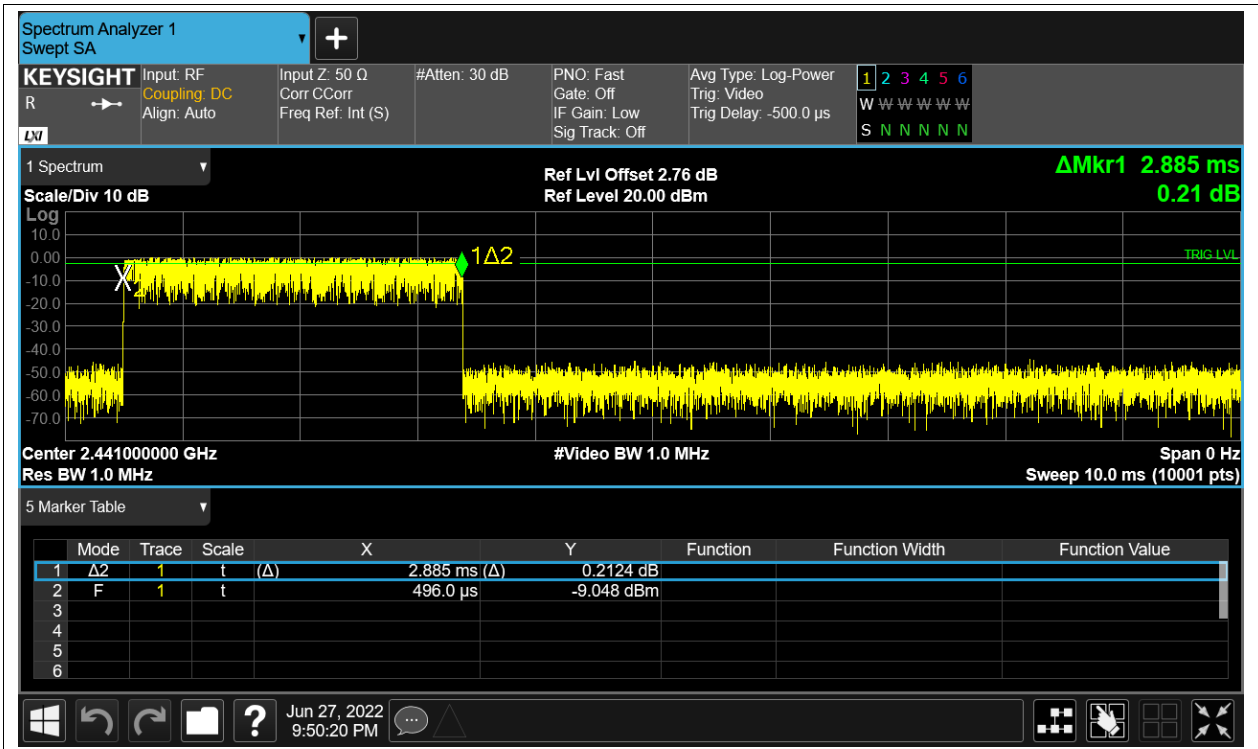 Spectrum Analyzer 1
Swept SA
KEYSIGHT Input: RF Input Z: 50 Ω #Atten: 30 dB PNO: Fast Avg Type: Log-Power 1 2 3 4 5 6
R Coupling: DC Corr CCorr Gate: Off Trig: Video W W W W W W
Align: Auto Freq Ref: Int (S) IF Gain: Low Trig Delay: -500.0 µs
LXI Sig Track: Off S N N N N N
1 Spectrum ΔMkr1 2.885 ms
Ref Lvl Offset 2.76 dB
Scale/Div 10 dB Ref Level 20.00 dBm 0.21 dB
Log
10.0
0.00 1Δ2 TRIG LVL
-10.0 X2
-20.0
-30.0
-40.0
-50.0
-60.0
-70.0
Center 2.441000000 GHz #Video BW 1.0 MHz Span 0 Hz
Res BW 1.0 MHz Sweep 10.0 ms (10001 pts)
5 Marker Table
Mode Trace Scale X Y Function Function Width Function Value
1 Δ2 1 t (Δ) 2.885 ms (Δ) 0.2124 dB
2 F 1 t 496.0 µs -9.048 dBm
3
4
5
6
? Jun 27, 2022
9:50:20 PM